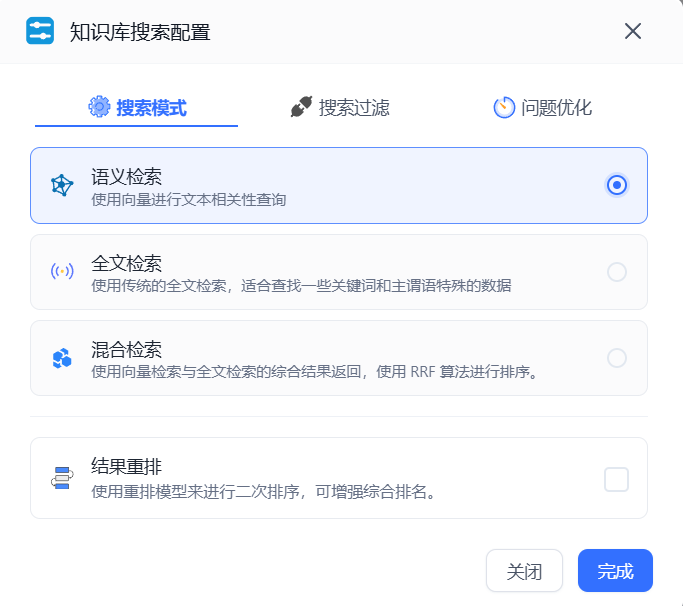 知识库搜索配置
搜索模式
搜索过滤
问题优化
语义检索
使用向量进行文本相关性查询
全文检索
使用传统的全文检索，适合查找一些关键词和主谓语特殊的数据
混合检索
使用向量检索与全文检索的综合结果返回，使用 RRF 算法进行排序。
结果重排
使用重排模型来进行二次排序，可增强综合排名。
关闭
完成